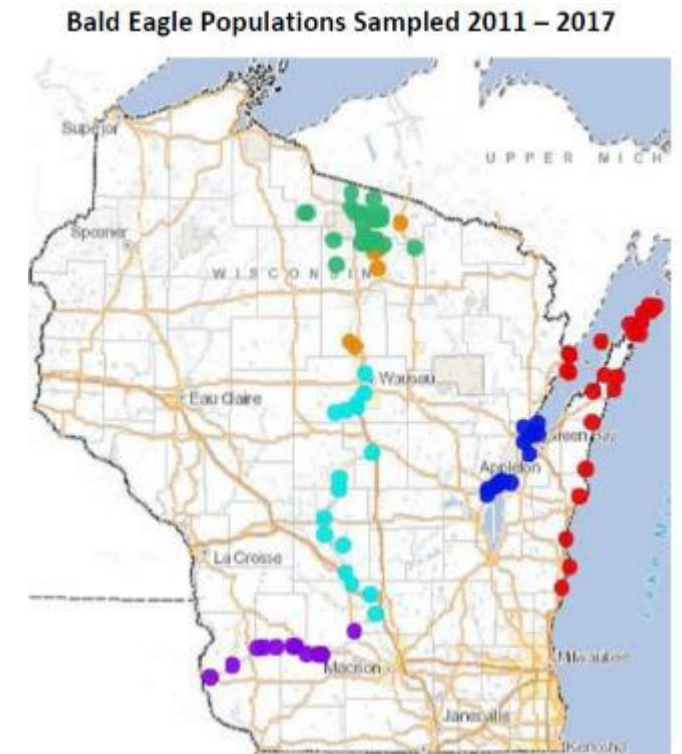 Bald Eagle Populations Sampled 2011 – 2017
Superior
UPPER MICH
Spooner
WISCONSIN
Wausau
Eau Claire
Green Bay
Appleton
La Crosse
Lake M
Milwaukee
Madison
Janesville
Kenosha